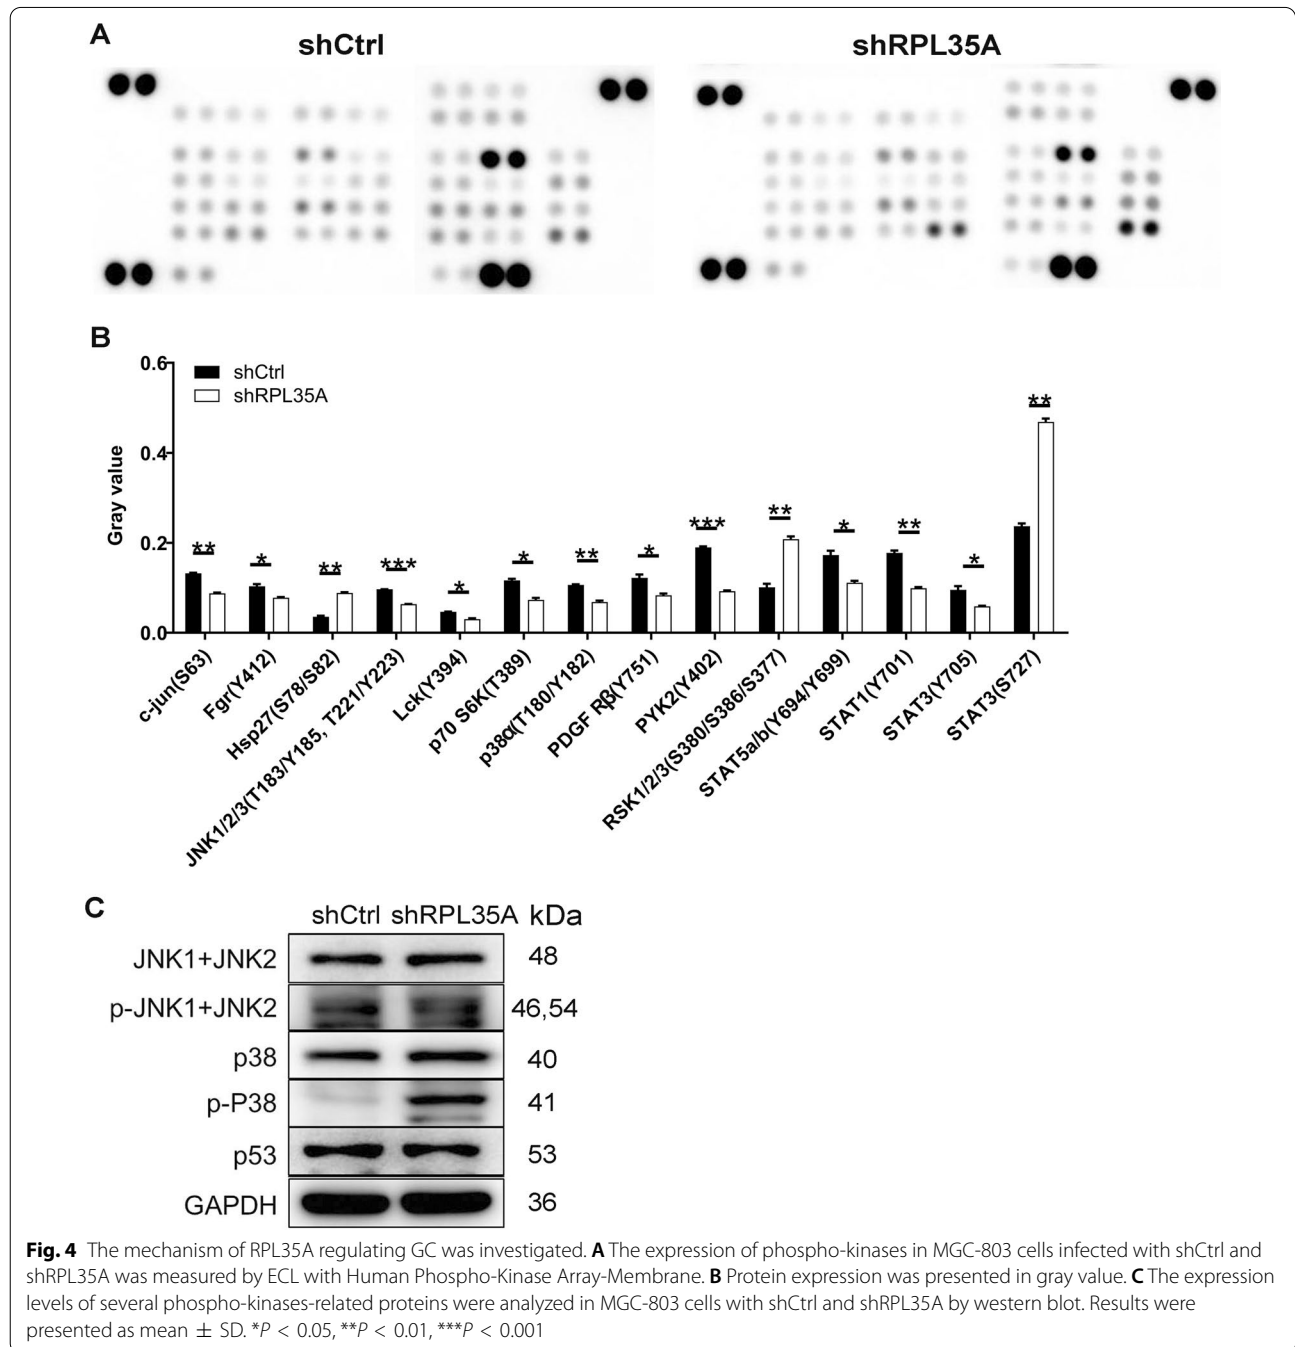 A
shCtrl
shRPL35A
B
0.6
0.4
0.2
0.0
Gray value
shCtrl
shRPL35A
**
*
**
***
*
*
**
*
***
**
*
**
*
**
c-jun(S63)
Fgr(Y412)
Hsp27(S78/S82)
JNK1/2/3(T183/Y185, T221/Y223)
Lck(Y394)
p70 S6K(T389)
p38α(T180/Y182)
PDGF Rβ(Y751)
PYK2(Y402)
RSK1/2/3(S380/S386/S377)
STAT5a/b(Y694/Y699)
STAT1(Y701)
STAT3(Y705)
STAT3(S727)
C
shCtrl shRPL35A kDa
JNK1+JNK2 48
p-JNK1+JNK2 46,54
p38 40
p-P38 41
p53 53
GAPDH 36
Fig. 4 The mechanism of RPL35A regulating GC was investigated. A The expression of phospho-kinases in MGC-803 cells infected with shCtrl and
shRPL35A was measured by ECL with Human Phospho-Kinase Array-Membrane. B Protein expression was presented in gray value. C The expression
levels of several phospho-kinases-related proteins were analyzed in MGC-803 cells with shCtrl and shRPL35A by western blot. Results were
presented as mean ± SD. *P < 0.05, **P < 0.01, ***P < 0.001